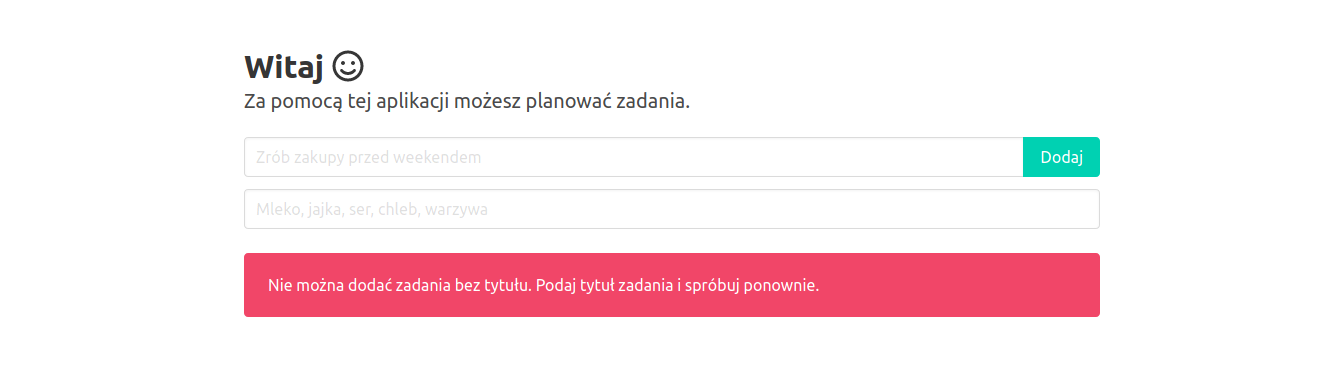 Witaj
Za pomocą tej aplikacji możesz planować zadania.
Zrób zakupy przed weekendem
Dodaj
Mleko, jajka, ser, chleb, warzywa
Nie można dodać zadania bez tytułu. Podaj tytuł zadania i spróbuj ponownie.